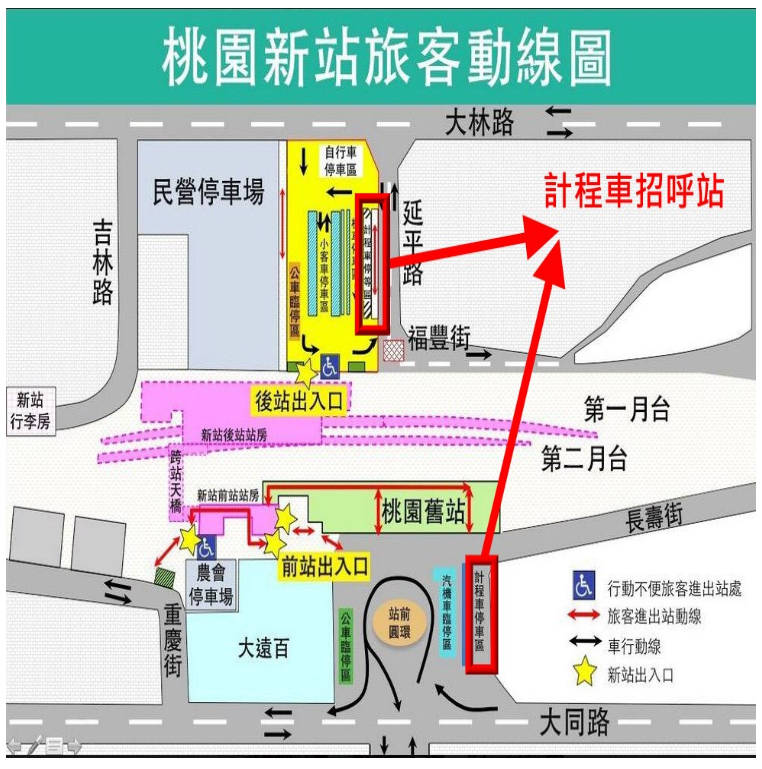 桃園新站旅客動線圖
大林路
自行車
停車區
民營停車場
計程車招呼站
吉林路
延平路
小客車停車區
計程車停等區
公車臨停區
福豐街
新站
行李房
後站出入口
第一月台
新站後站站房
第二月台
跨站天橋
新站前站站房
桃園舊站
長壽街
前站出入口
農會
停車場
重慶街
大遠百
公車臨停區
站前
圓環
汽機車臨停區
計程車停車區
行動不便旅客進出站處
旅客進出站動線
車行動線
新站出入口
大同路